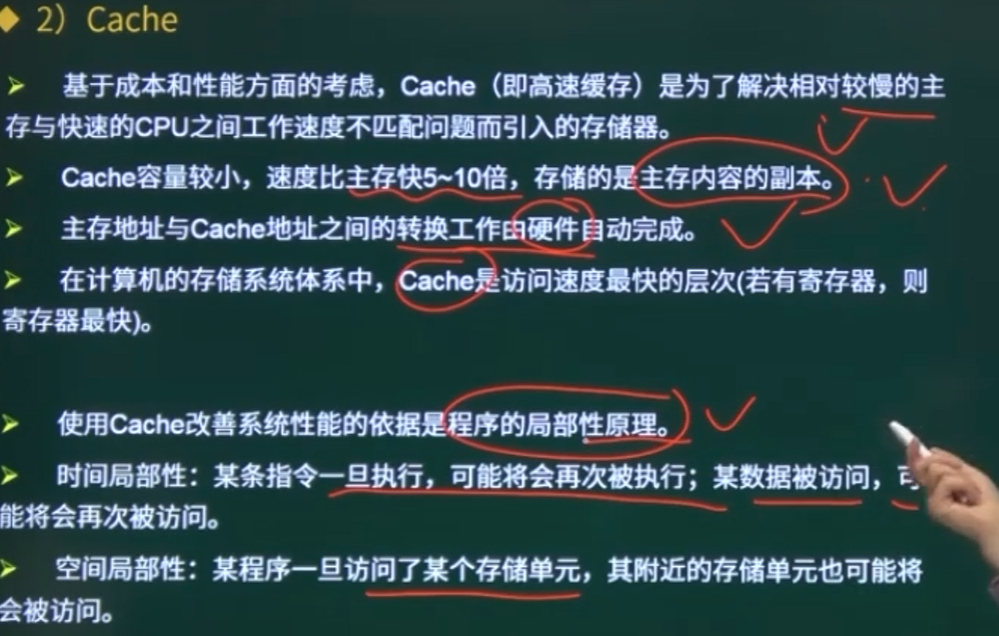 2）Cache
基于成本和性能方面的考虑，Cache（即高速缓存）是为了解决相对较慢的主
存与快速的CPU之间工作速度不匹配问题而引入的存储器。
Cache容量较小，速度比主存快5~10倍，存储的是主存内容的副本。
主存地址与Cache地址之间的转换工作由硬件自动完成。
在计算机的存储系统体系中，Cache是访问速度最快的层次(若有寄存器，则
寄存器最快)。
使用Cache改善系统性能的依据是程序的局部性原理。
时间局部性：某条指令一旦执行，可能将会再次被执行；某数据被访问，可
能将会再次被访问。
空间局部性：某程序一旦访问了某个存储单元，其附近的存储单元也可能将
会被访问。